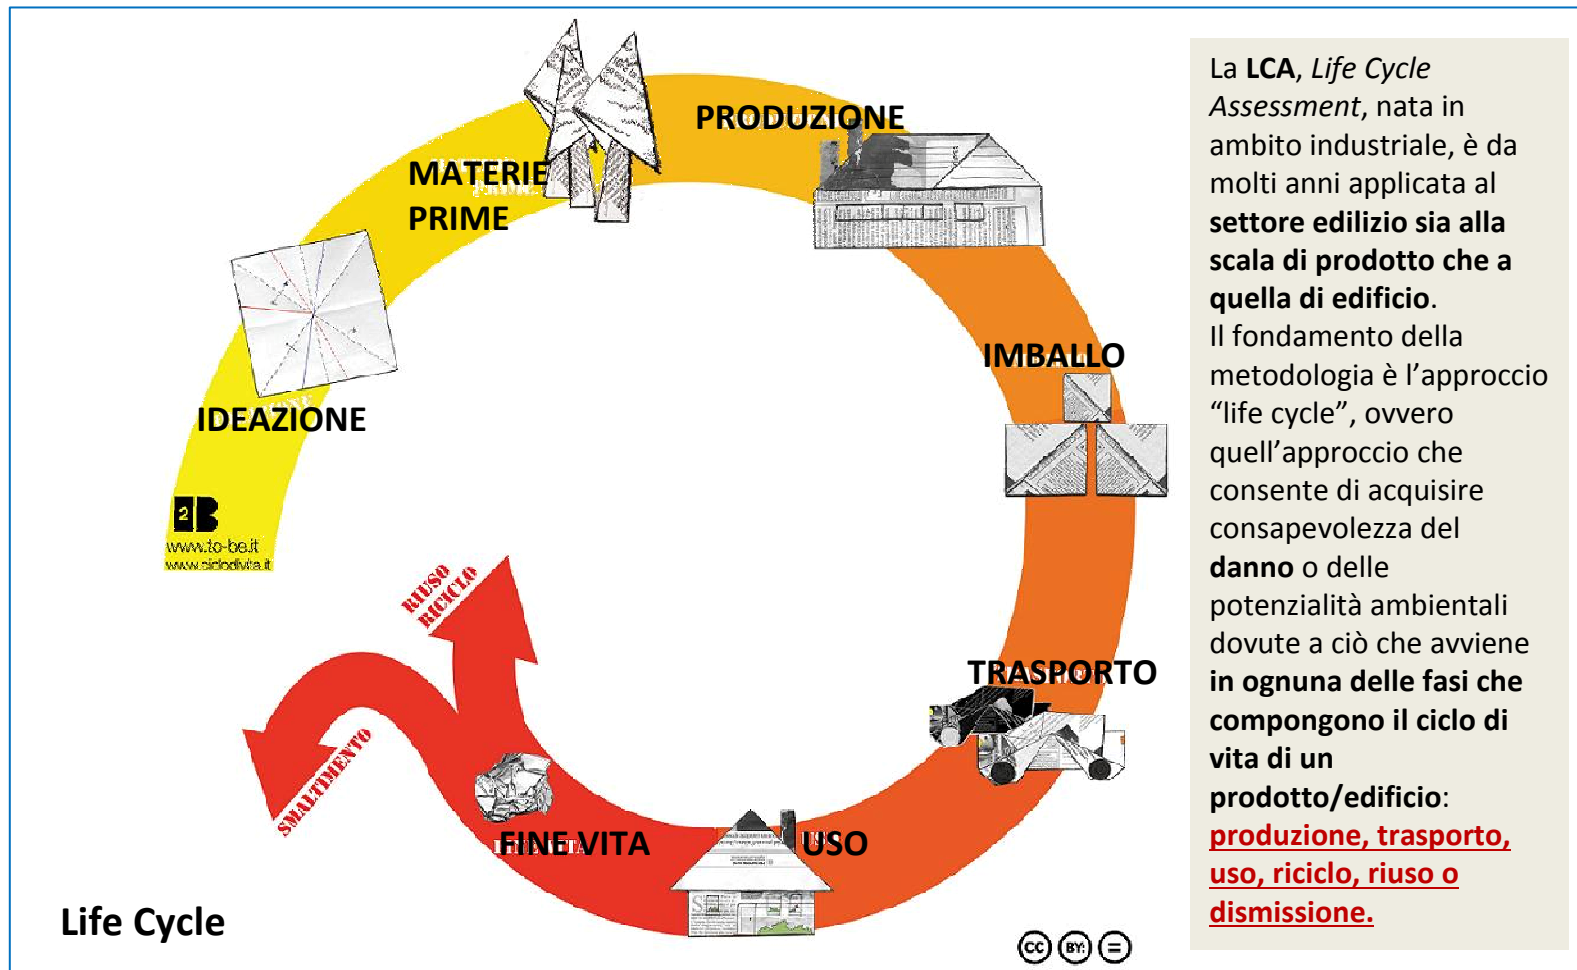 PRODUZIONE
MATERIE
PRIME
IMBALLO
IDEAZIONE
2B
www.to-be.it
www.ciclodivita.it
RIUSO
RICICLO
TRASPORTO
SMALTIMENTO
FINE VITA
USO
Life Cycle
CC BY: =
La LCA, Life Cycle
Assessment, nata in
ambito industriale, è da
molti anni applicata al
settore edilizio sia alla
scala di prodotto che a
quella di edificio.
Il fondamento della
metodologia è l’approccio
“life cycle”, ovvero
quell’approccio che
consente di acquisire
consapevolezza del
danno o delle
potenzialità ambientali
dovute a ciò che avviene
in ognuna delle fasi che
compongono il ciclo di
vita di un
prodotto/edificio:
produzione, trasporto,
uso, riciclo, riuso o
dismissione.